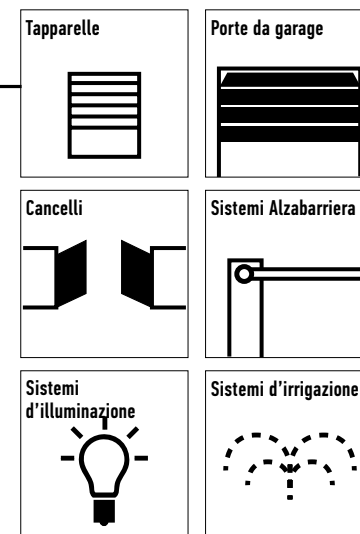 Tapparelle
Porte da garage
Cancelli
Sistemi Alzabarriera
Sistemi
d'illuminazione
Sistemi d'irrigazione